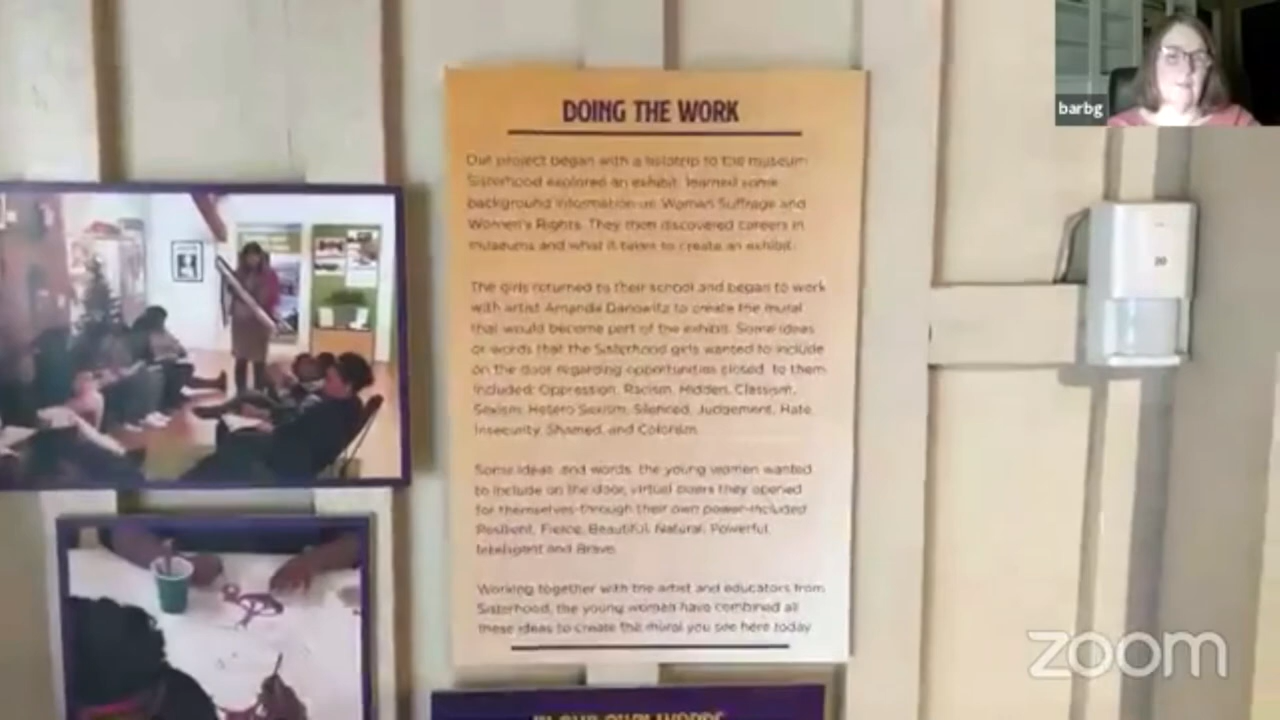 DOING THE WORK
Our project began with a fieldtrip to the museum
Sisterhood explored an exhibit, learned some
background information on Woman Suffrage and
Women's Rights. They then discovered careers in
museums and what it takes to create an exhibit.
The girls returned to their school and began to work
with artist Amanda Danowitz to create the mural
that would become part of the exhibit. Some ideas
or words that the Sisterhood girls wanted to include
on the door regarding opportunities closed to them
included: Oppression, Racism, Hidden, Classism,
Sexism, Hetero Sexism, Silenced, Judgement, Hate,
Insecurity, Shamed, and Colorism.
Some ideas and words the young women wanted
to include on the door, virtual doors they opened
for themselves-through their own power-included
Resilient, Fierce, Beautiful, Natural, Powerful,
Intelligent and Brave.
Working together with the artist and educators from
Sisterhood, the young women have combined all
these ideas to create the mural you see here today
IN OUR OWN WORDS
barbg
zoom